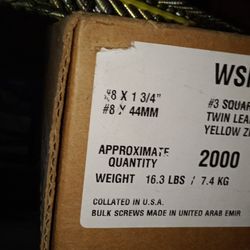 WS
#8 X 1 3/4"
#8 X 44MM
#3 SQUAR
TWIN LEA
YELLOW Z
APPROXIMATE
QUANTITY 2000
WEIGHT 16.3 LBS / 7.4 KG
COLLATED IN U.S.A.
BULK SCREWS MADE IN UNITED ARAB EMIR